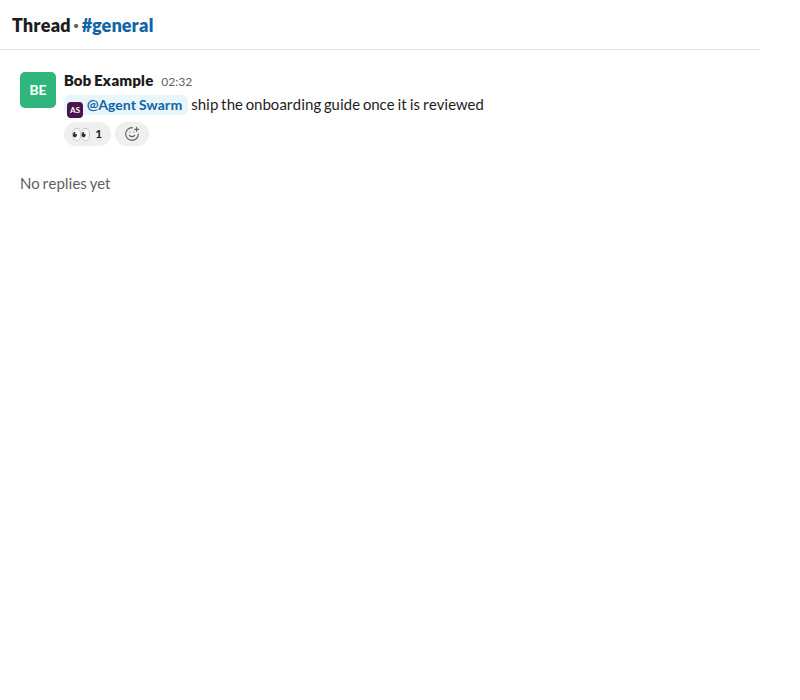 Thread • #general
BE
Bob Example 02:32
AS @Agent Swarm ship the onboarding guide once it is reviewed
👀 1
No replies yet